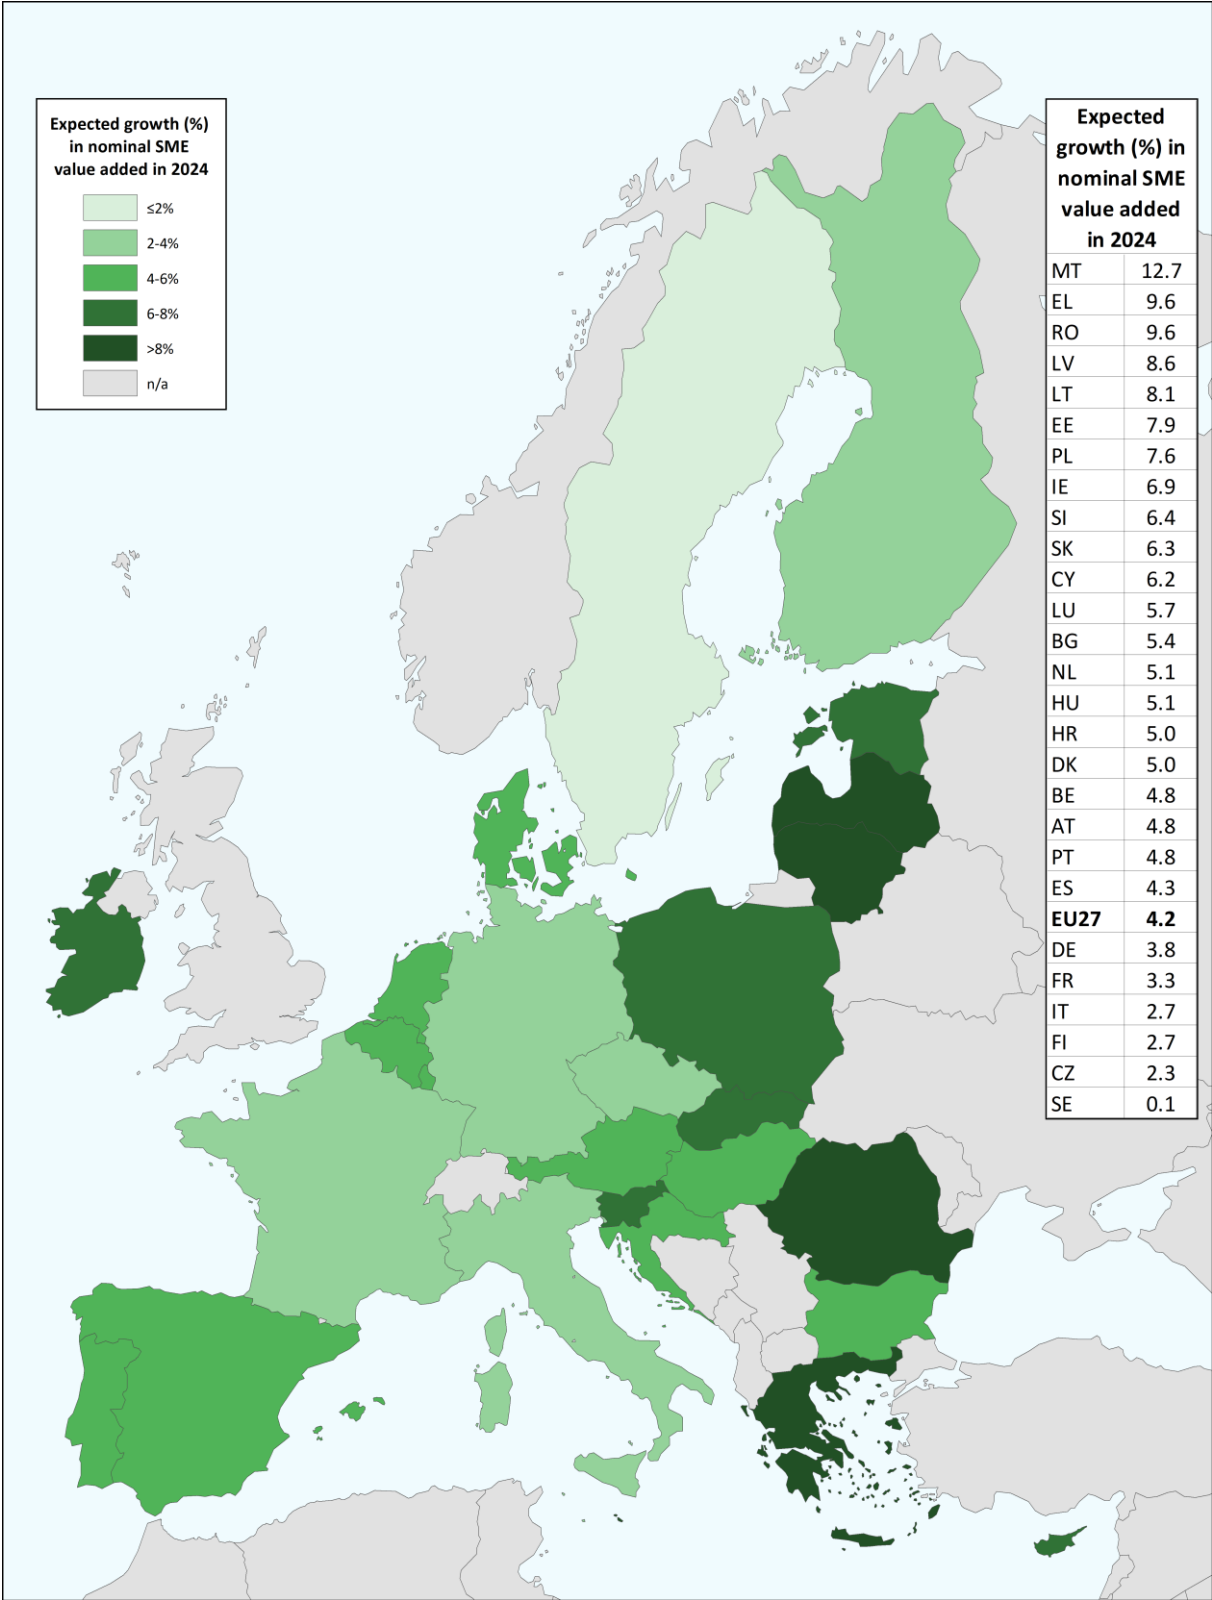 Expected growth (%)
in nominal SME
value added in 2024
≤2%
2-4%
4-6%
6-8%
>8%
n/a
Expected
growth (%) in
nominal SME
value added
in 2024
MT 12.7
EL 9.6
RO 9.6
LV 8.6
LT 8.1
EE 7.9
PL 7.6
IE 6.9
SI 6.4
SK 6.3
CY 6.2
LU 5.7
BG 5.4
NL 5.1
HU 5.1
HR 5.0
DK 5.0
BE 4.8
AT 4.8
PT 4.8
ES 4.3
EU27 4.2
DE 3.8
FR 3.3
IT 2.7
FI 2.7
CZ 2.3
SE 0.1